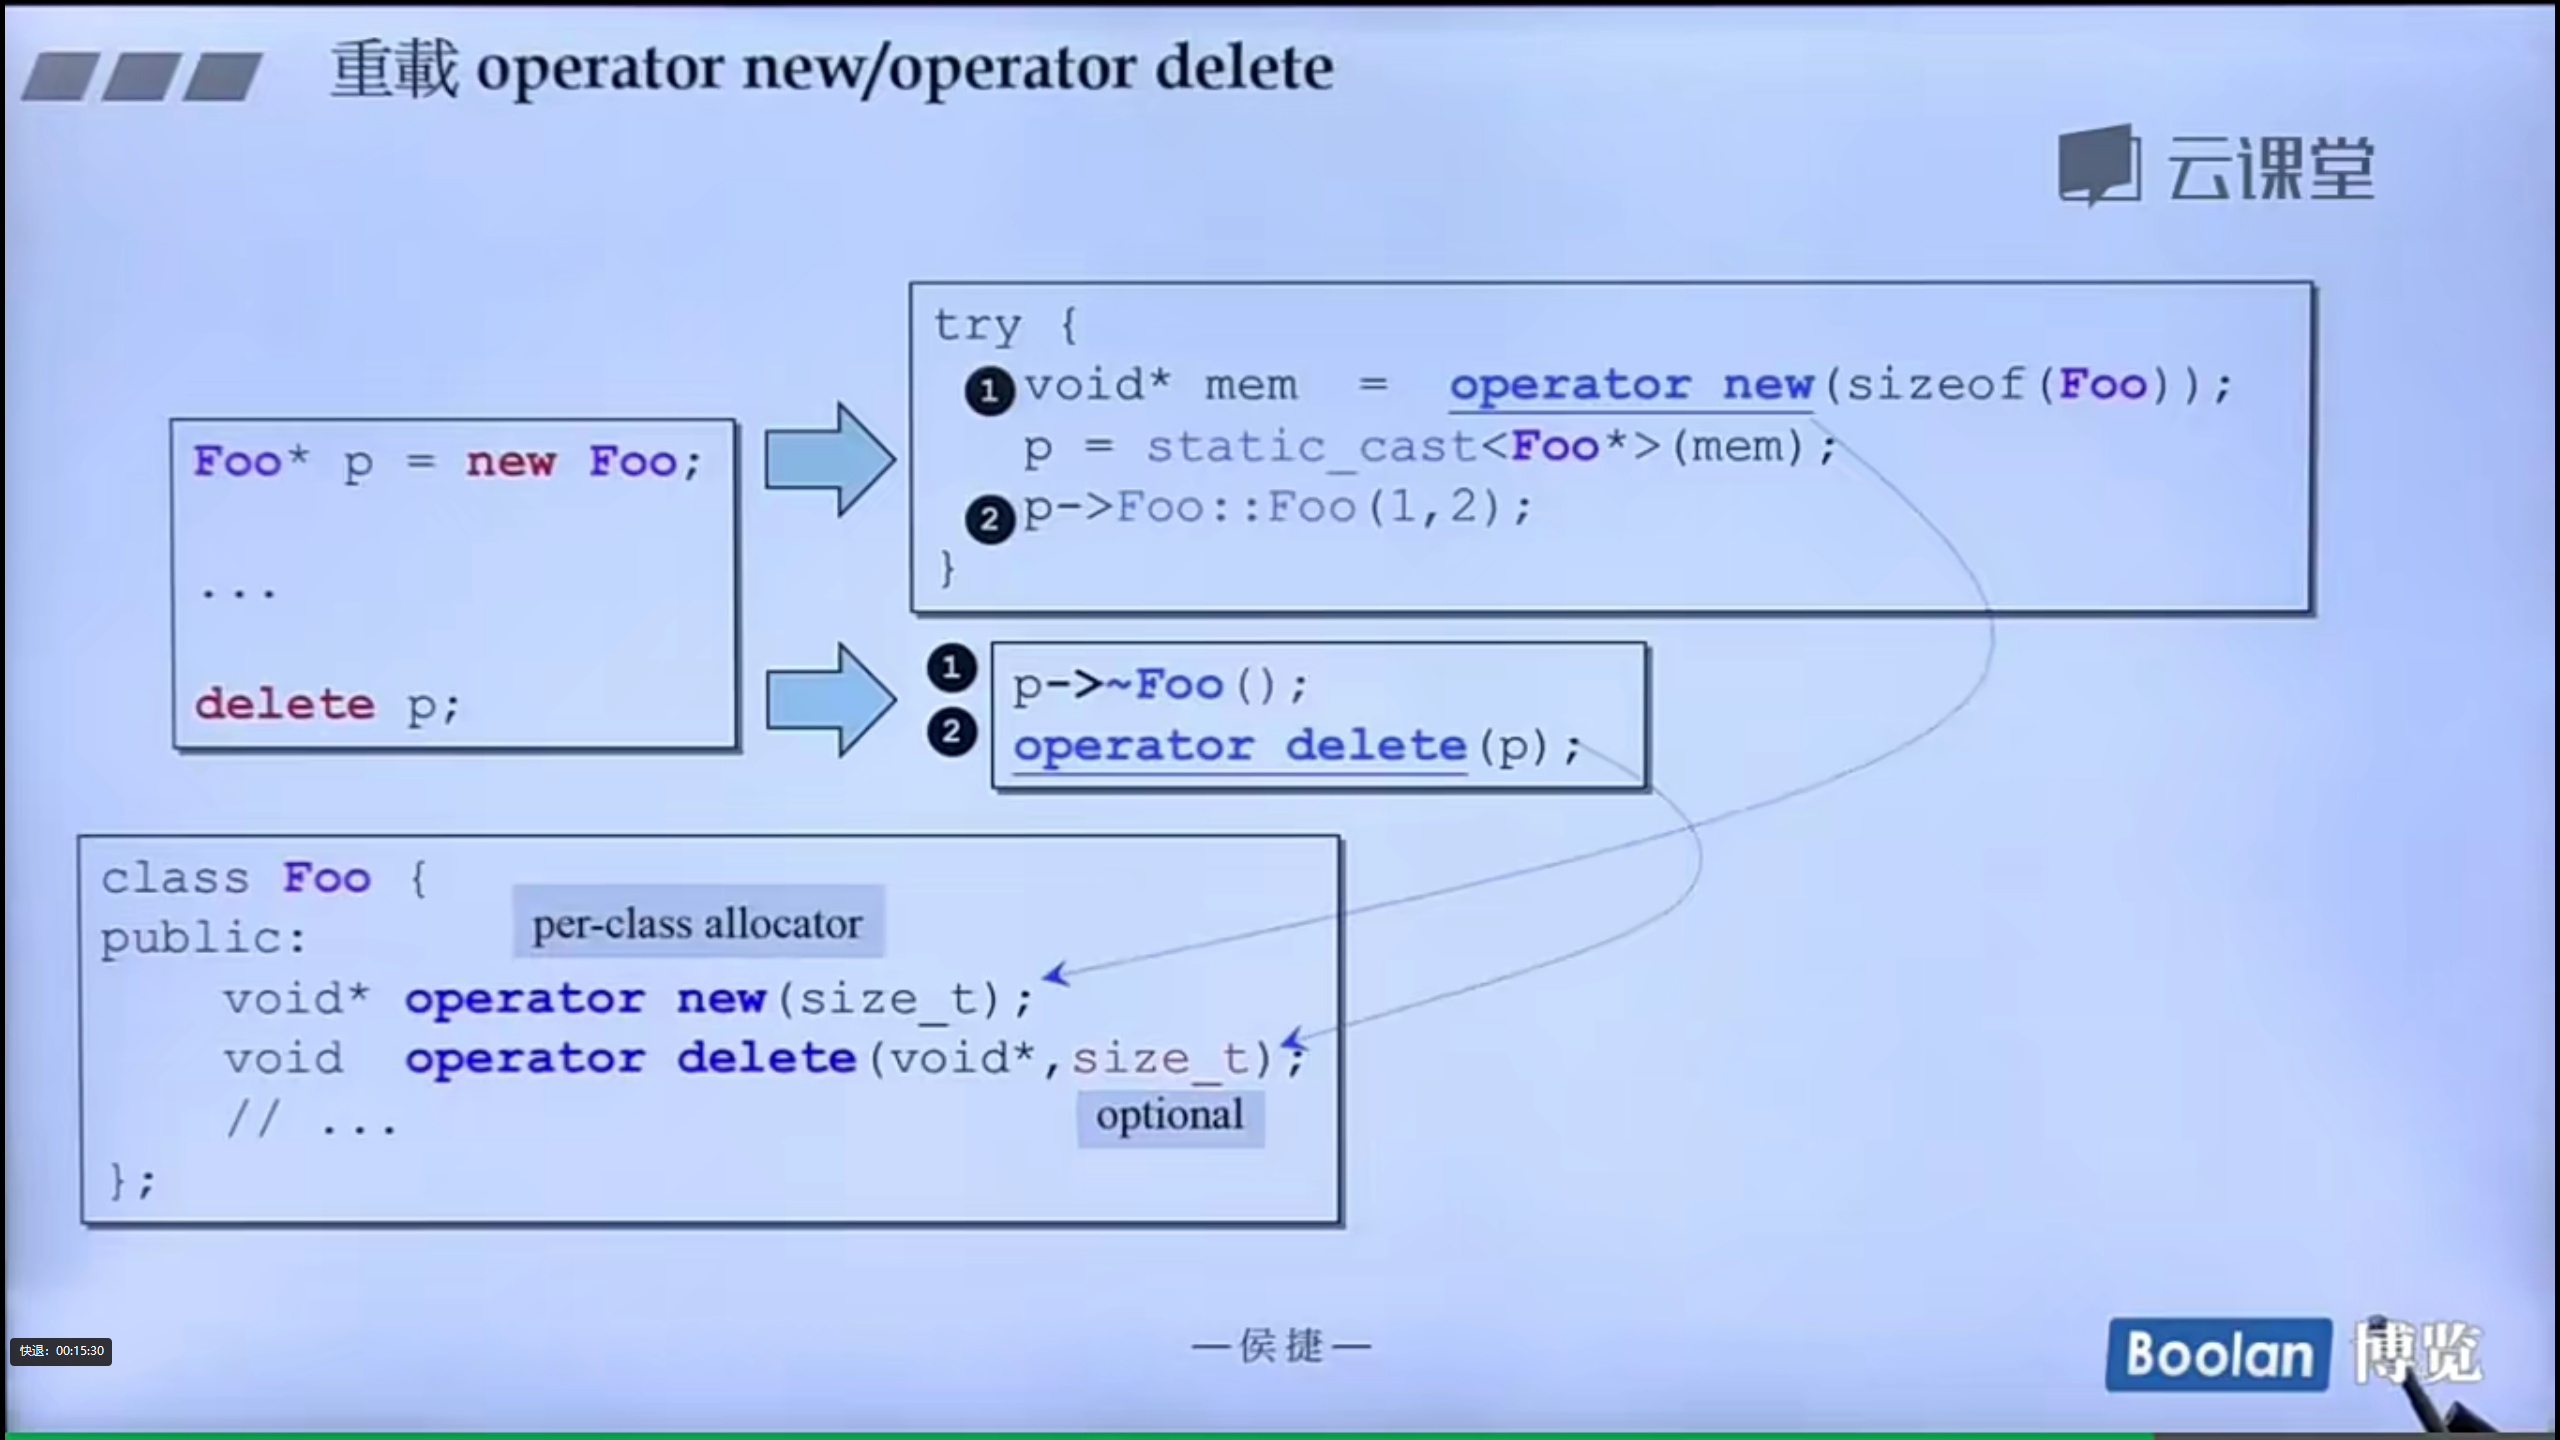 重載 operator new/operator delete
云课堂
try {
❶ void* mem = operator new(sizeof(Foo));
p = static_cast<Foo*>(mem);
❷ p->Foo::Foo(1,2);
}
Foo* p = new Foo;
...
delete p;
❶ p->~Foo();
❷ operator delete(p);
class Foo {
public:
per-class allocator
void* operator new(size_t);
void operator delete(void*,size_t);
optional
// ...
};
—侯捷—
快退：00:15:30
Boolan 博览